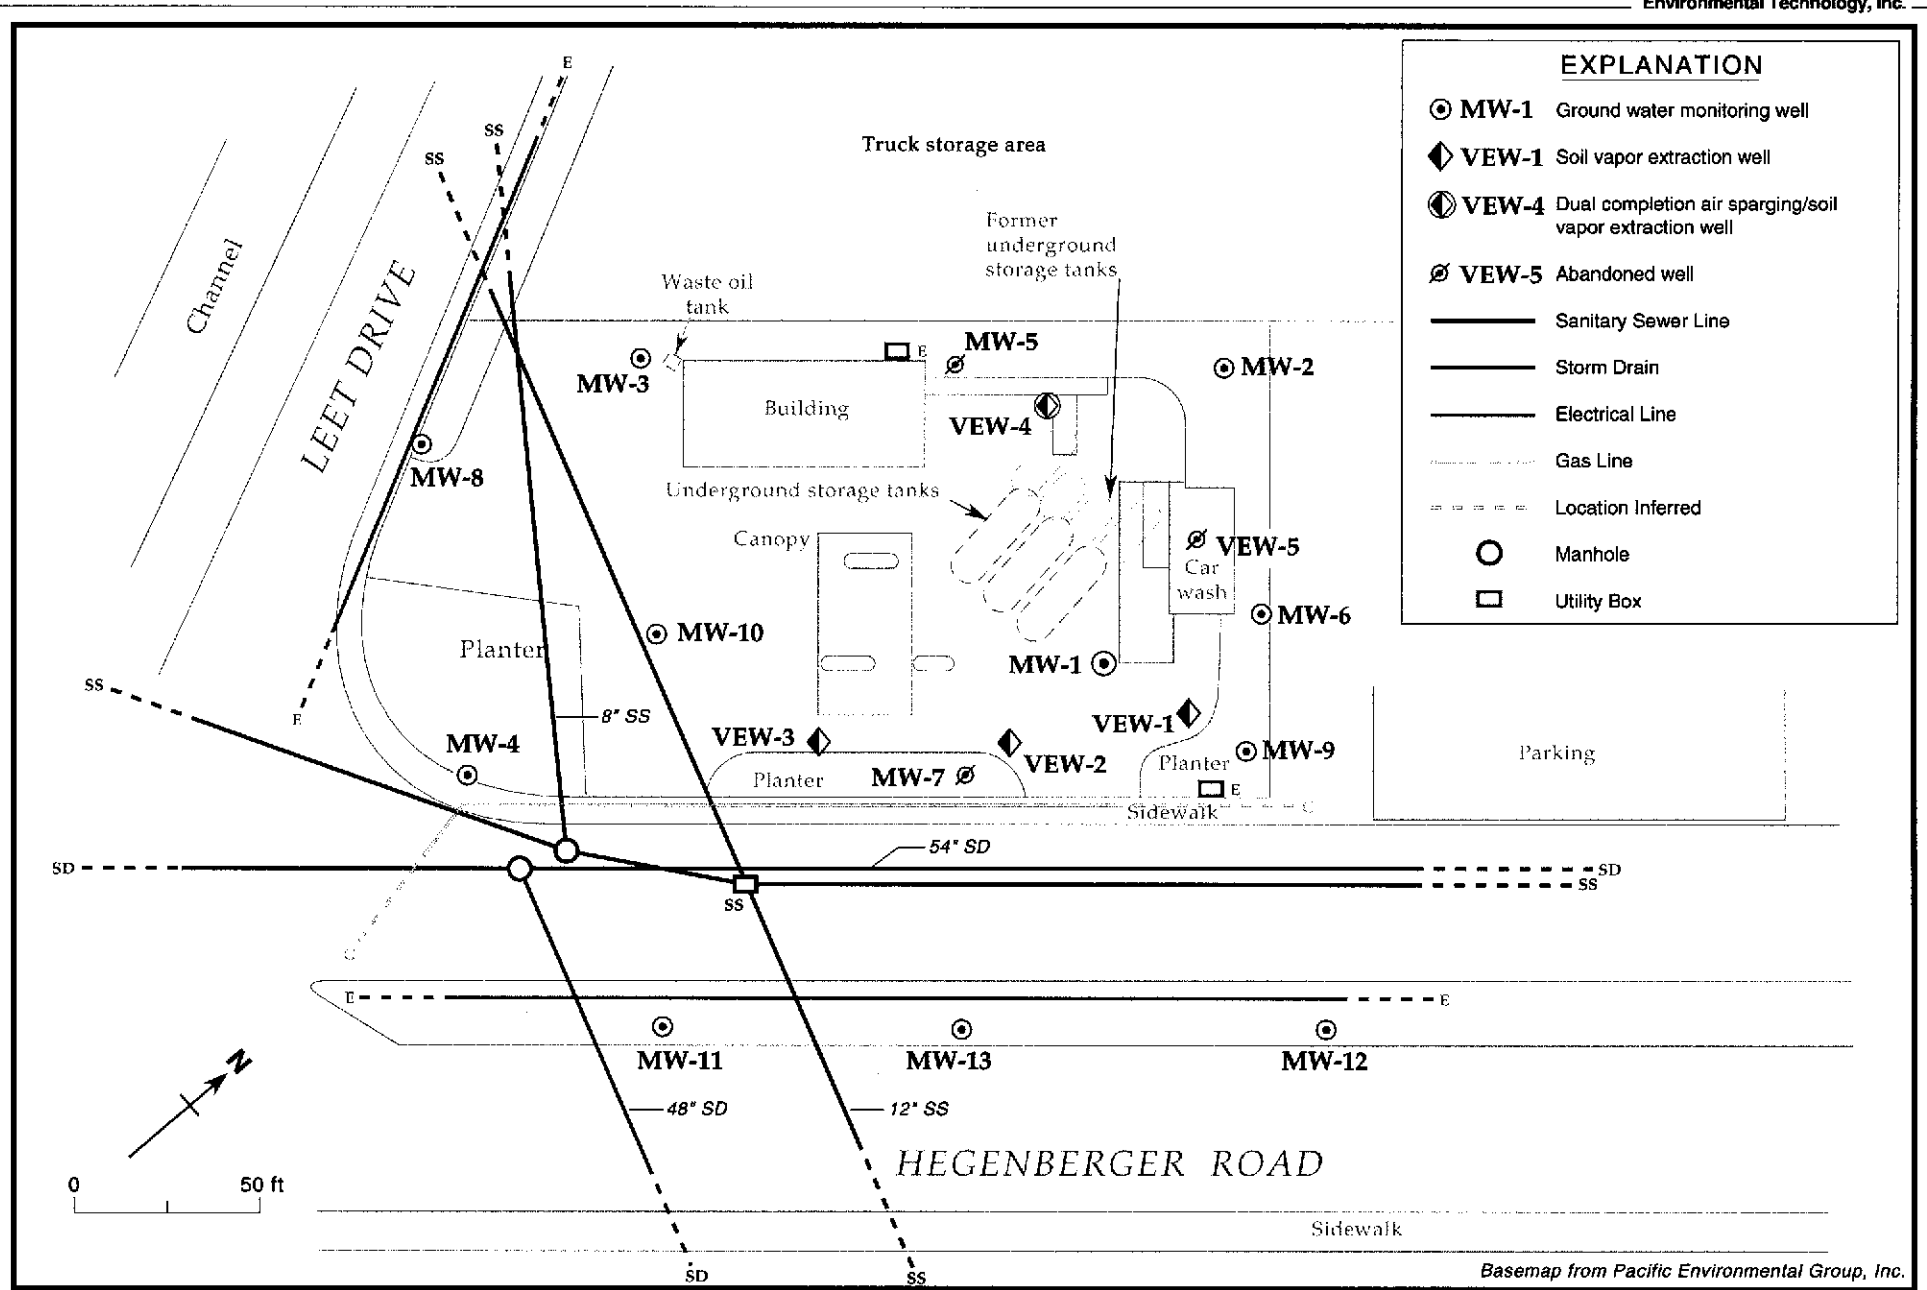 Environmental Technology, Inc.
EXPLANATION
MW-1 Ground water monitoring well
VEW-1 Soil vapor extraction well
VEW-4 Dual completion air sparging/soil
vapor extraction well
VEW-5 Abandoned well
Sanitary Sewer Line
Storm Drain
Electrical Line
Gas Line
Location Inferred
Manhole
Utility Box
E
SS
SS
Truck storage area
Channel
LEET DRIVE
Former
underground
storage tanks
Waste oil
tank
MW-3
E
MW-5
MW-2
Building
VEW-4
MW-8
Underground storage tanks
Canopy
VEW-5
Car
wash
MW-10
MW-6
Planter
MW-1
SS
E
8" SS
VEW-3
VEW-2
VEW-1
MW-4
MW-9
Planter
MW-7
Planter
E
Parking
Sidewalk
G
54" SD
SD
SD
SS
SS
G
E
E
MW-11
MW-13
MW-12
N
48" SD
12" SS
HEGENBERGER ROAD
0 50 ft
Sidewalk
SD
SS
Basemap from Pacific Environmental Group, Inc.